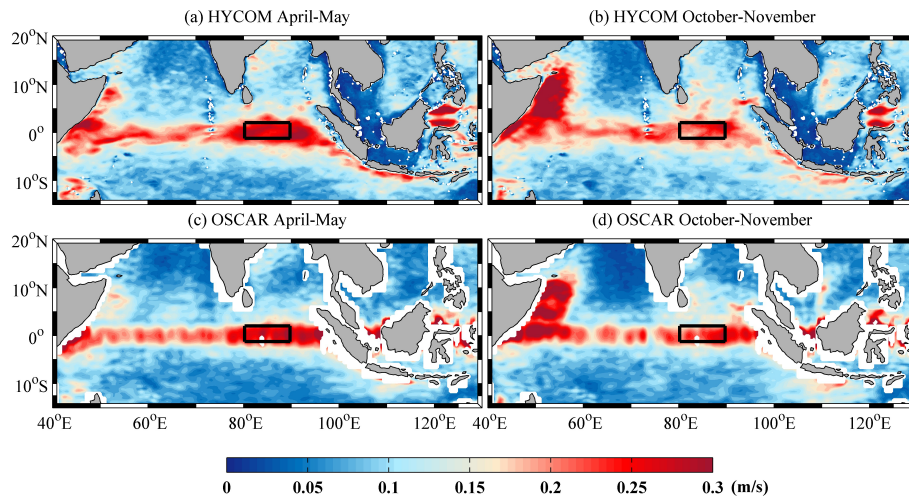 (a) HYCOM April-May
(b) HYCOM October-November
20°N
10°N
0°
10°S
(c) OSCAR April-May
(d) OSCAR October-November
20°N
10°N
0°
10°S
40°E 60°E 80°E 100°E 120°E 40°E 60°E 80°E 100°E 120°E
0 0.05 0.1 0.15 0.2 0.25 0.3 (m/s)